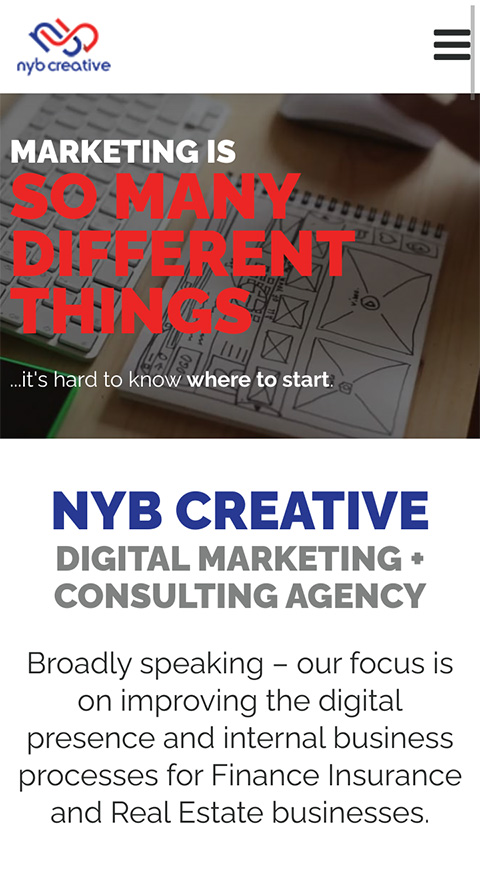 nyb creative
MARKETING IS
SO MANY
DIFFERENT
THINGS
...it's hard to know where to start.
NYB CREATIVE
DIGITAL MARKETING +
CONSULTING AGENCY
Broadly speaking – our focus is
on improving the digital
presence and internal business
processes for Finance Insurance
and Real Estate businesses.